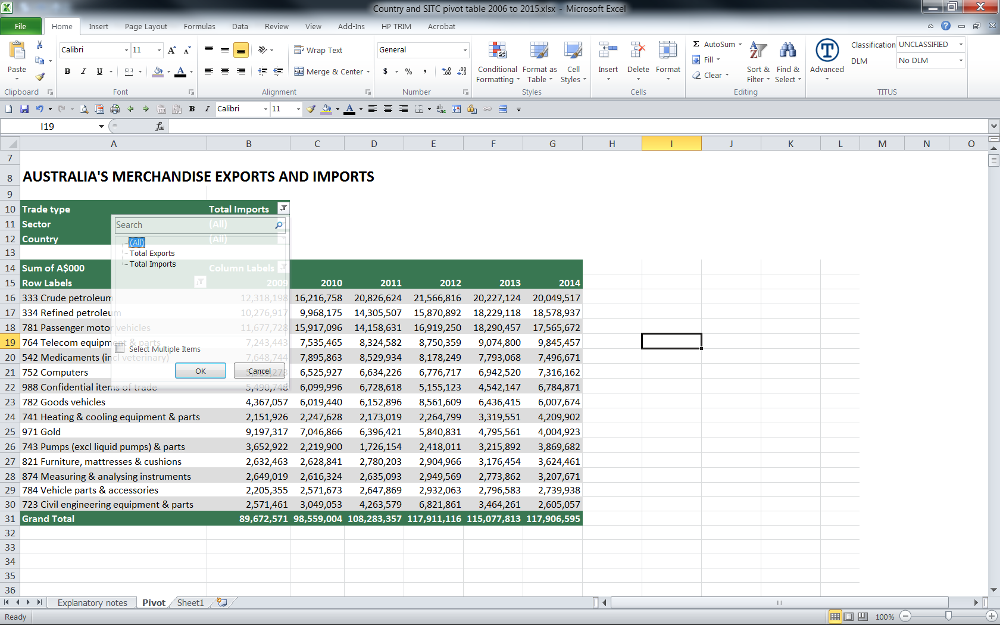 Country and SITC pivot table 2006 to 2015.xlsx - Microsoft Excel
File Home Insert Page Layout Formulas Data Review View Add-Ins HP TRIM Acrobat
Calibri 11 Wrap Text General AutoSum Classification UNCLASSIFIED
Fill DLM No DLM
Paste B I U Merge & Center $ % , Conditional Formatting Format as Table Cell Styles Insert Delete Format Clear Sort & Filter Find & Select Advanced
Clipboard Font Alignment Number Styles Cells Editing TITUS
B I Calibri 11 A
I19 fx
A B C D E F G H I J K L M N O
7
8 AUSTRALIA'S MERCHANDISE EXPORTS AND IMPORTS
9
10 Trade type Total Imports
11 Sector (All)
12 Country (All)
13
Search
(All)
Total Exports
Total Imports
Select Multiple Items
OK Cancel
14 Sum of A$000 Column Labels
15 Row Labels 2009 2010 2011 2012 2013 2014
16 333 Crude petroleum 12,318,198 16,216,758 20,826,624 21,566,816 20,227,124 20,049,517
17 334 Refined petroleum 10,276,917 9,968,175 14,305,507 15,870,892 18,229,118 18,578,937
18 781 Passenger motor vehicles 11,677,728 15,917,096 14,158,631 16,919,250 18,290,457 17,565,672
19 764 Telecom equipment & parts 7,243,443 7,535,465 8,324,582 8,750,359 9,074,800 9,845,457
20 542 Medicaments (incl veterinary) 7,648,744 7,895,863 8,529,934 8,178,249 7,793,068 7,496,671
21 752 Computers 6,525,927 6,634,226 6,776,717 6,942,520 7,316,162
22 988 Confidential items of trade 5,490,748 6,099,996 6,728,618 5,155,123 4,542,147 6,784,871
23 782 Goods vehicles 4,367,057 6,019,440 6,152,896 8,561,609 6,436,415 6,007,674
24 741 Heating & cooling equipment & parts 2,151,926 2,247,628 2,173,019 2,264,799 3,319,551 4,209,902
25 971 Gold 9,197,317 7,046,866 6,396,421 5,840,831 4,795,561 4,004,923
26 743 Pumps (excl liquid pumps) & parts 3,652,922 2,219,900 1,726,154 2,418,011 3,215,892 3,869,682
27 821 Furniture, mattresses & cushions 2,632,463 2,628,841 2,780,203 2,904,966 3,176,454 3,624,461
28 874 Measuring & analysing instruments 2,649,019 2,616,324 2,635,093 2,949,569 2,773,862 3,207,671
29 784 Vehicle parts & accessories 2,205,355 2,571,673 2,647,869 2,932,063 2,796,583 2,739,938
30 723 Civil engineering equipment & parts 2,571,461 3,049,053 4,263,579 6,821,861 3,464,261 2,605,057
31 Grand Total 89,672,571 98,559,004 108,283,357 117,911,116 115,077,813 117,906,595
32
33
34
35
36
Explanatory notes Pivot Sheet1
Ready 100%